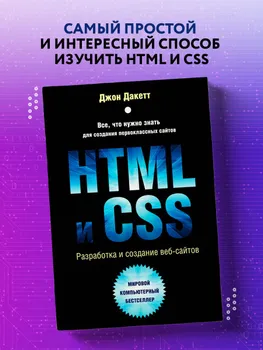 САМЫЙ ПРОСТОЙ
И ИНТЕРЕСНЫЙ СПОСОБ
ИЗУЧИТЬ HTML И CSS
Джон Дакетт
Все, что нужно знать
для создания первоклассных сайтов
HTML
и CSS
Разработка и создание веб-сайтов
МИРОВОЙ
КОМПЬЮТЕРНЫЙ
БЕСТСЕЛЛЕР